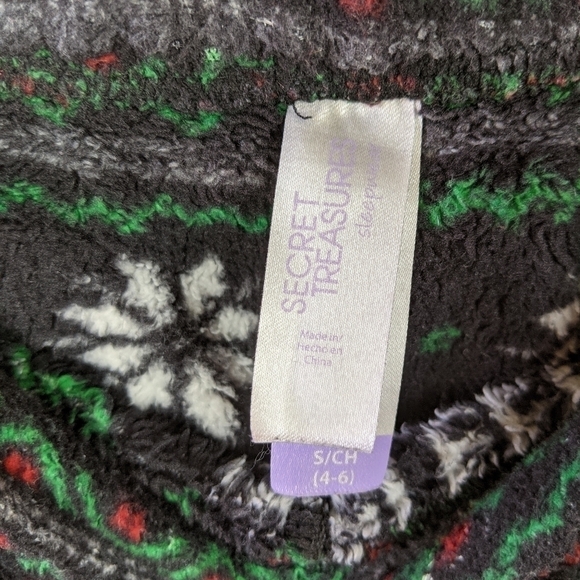 SECRET
TREASURES
sleepwear
Made in/
Hecho en
China
S/CH
(4-6)